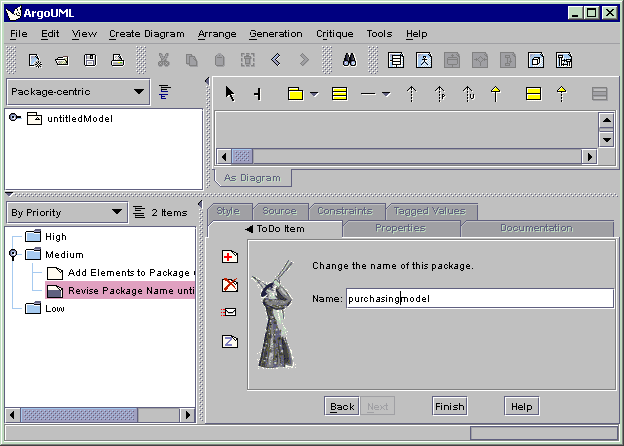 ArgoUML
File Edit View Create Diagram Arrange Generation Critique Tools Help
Package-centric
untitledModel
As Diagram
By Priority 2 Items
High
Medium
Add Elements to Package
Revise Package Name unti
Low
Style Source Constraints Tagged Values
ToDo Item Properties Documentation
Change the name of this package.
Name: purchasingmodel
Back Next Finish Help